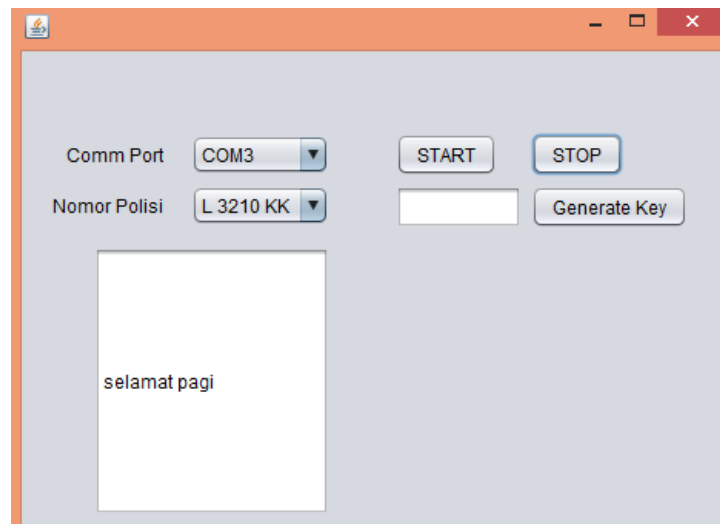 Comm Port COM3 START STOP
Nomor Polisi L 3210 KK Generate Key
selamat pagi